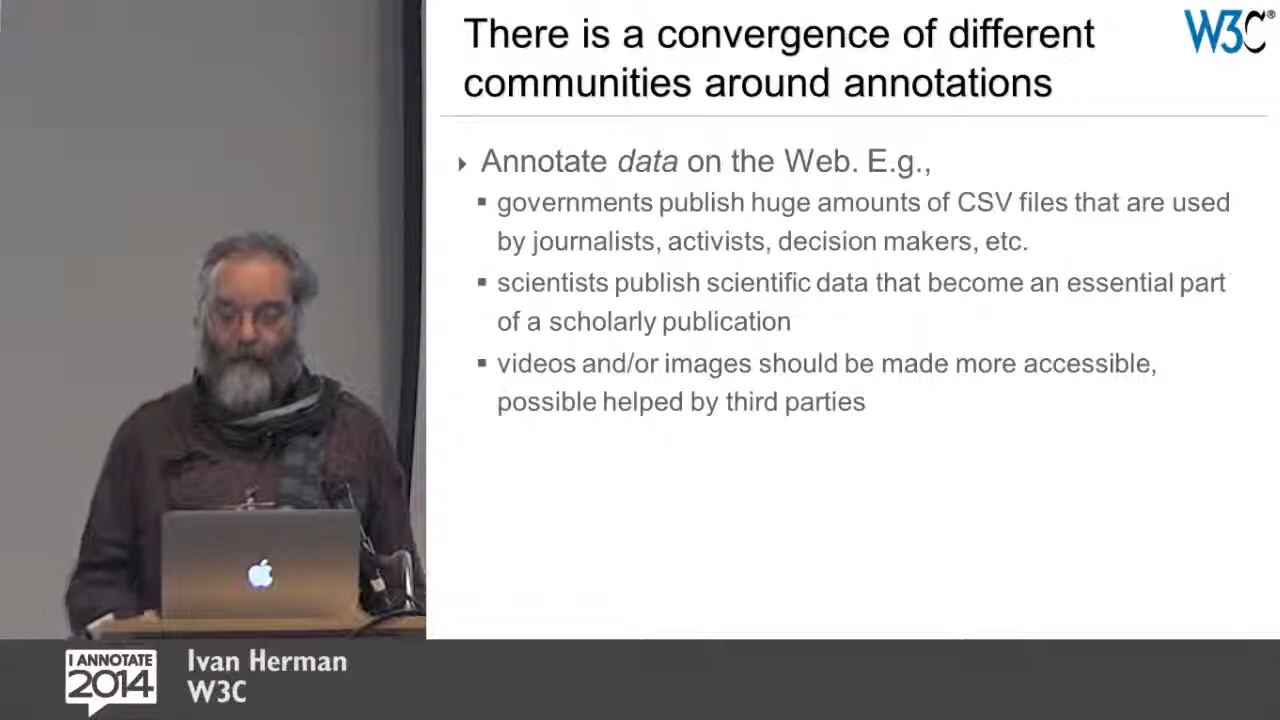 There is a convergence of different
communities around annotations
W3C®
Annotate data on the Web. E.g.,
governments publish huge amounts of CSV files that are used
by journalists, activists, decision makers, etc.
scientists publish scientific data that become an essential part
of a scholarly publication
videos and/or images should be made more accessible,
possible helped by third parties
I ANNOTATE
2014
Ivan Herman
W3C